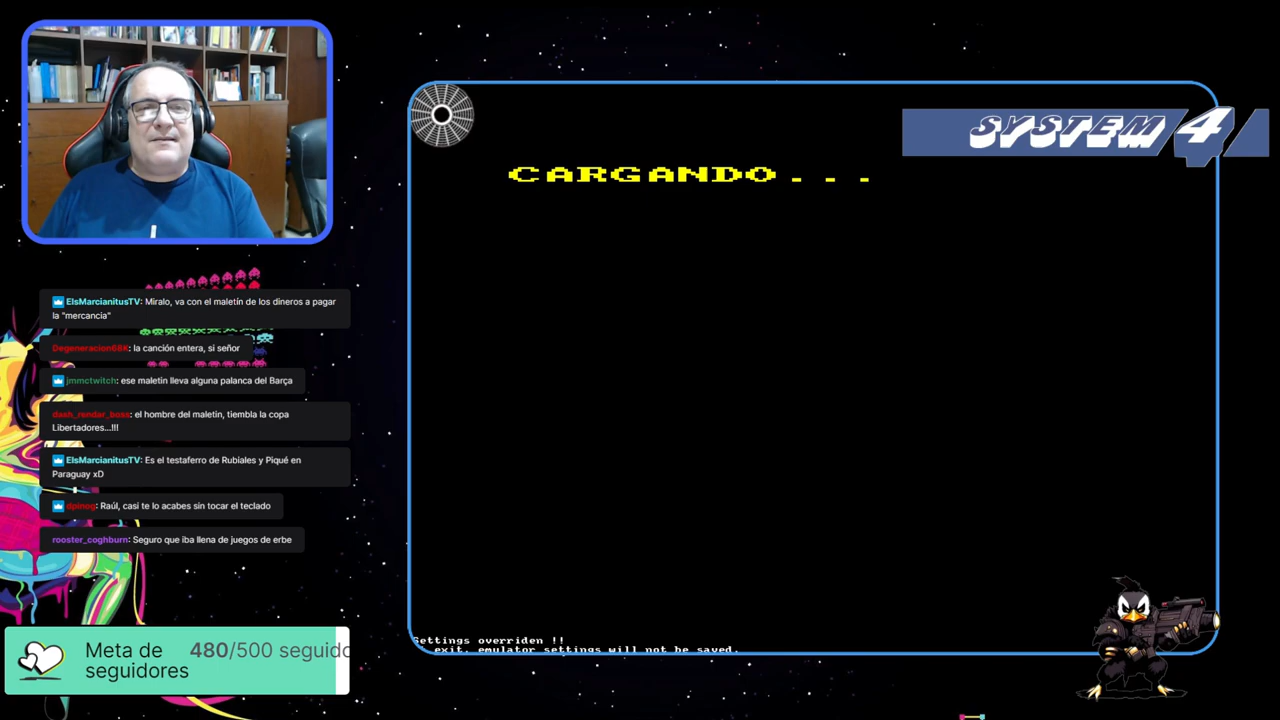 SYSTEM 4
CARGANDO...
ElsMarcianitusTV: Miralo, va con el maletín de los dineros a pagar
la "mercancia"
Degeneracion68K: la canción entera, si señor
jmmctwitch: ese maletin lleva alguna palanca del Barça
dash_rendar_boss: el hombre del maletin, tiembla la copa
Libertadores...!!!
ElsMarcianitusTV: Es el testaferro de Rubiales y Piqué en
Paraguay xD
dpinog: Raúl, casi te lo acabes sin tocar el teclado
rooster_coghburn: Seguro que iba llena de juegos de erbe
Settings overriden !!
exit, emulator settings will not be saved.
Meta de
seguidores
480/500 seguido